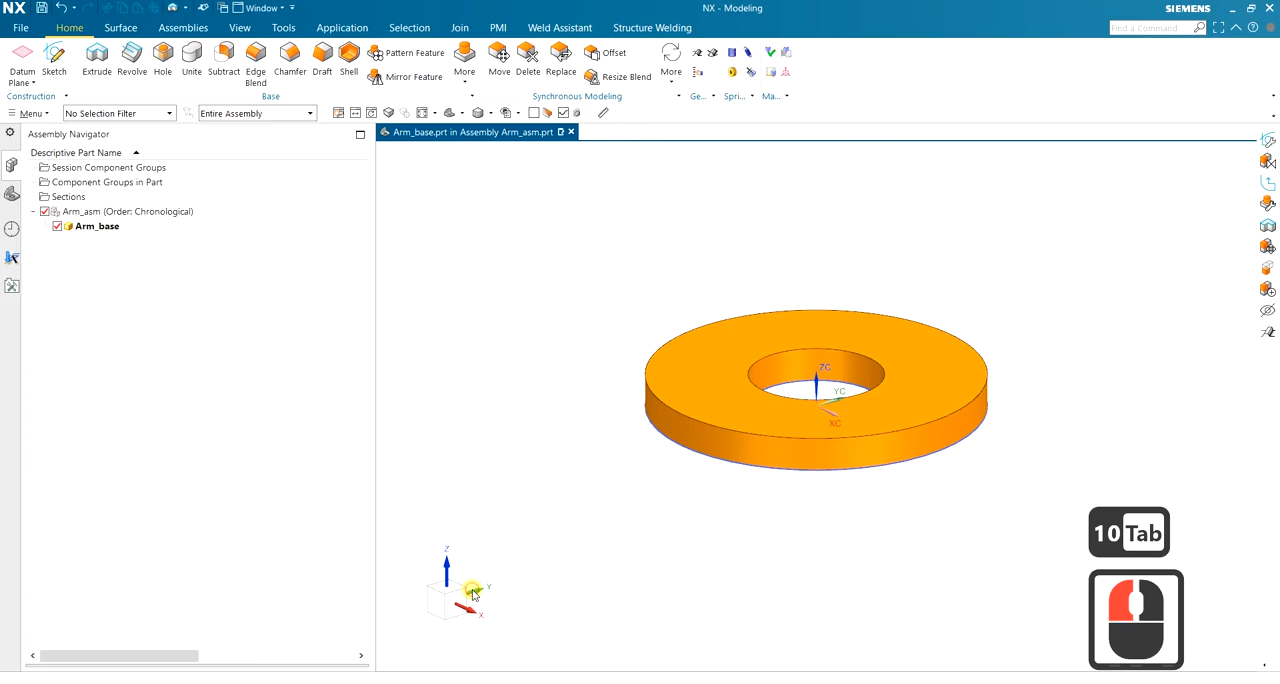 NX
Window
NX - Modeling
SIEMENS
File
Home
Surface
Assemblies
View
Tools
Application
Selection
Join
PMI
Weld Assistant
Structure Welding
Find a Command
Datum Plane
Sketch
Extrude
Revolve
Hole
Unite
Subtract
Edge Blend
Chamfer
Draft
Shell
Pattern Feature
Mirror Feature
More
Move
Delete
Replace
Offset
Resize Blend
More
Construction
Base
Synchronous Modeling
Ge...
Spri...
Ma...
Menu
No Selection Filter
Entire Assembly
Assembly Navigator
Arm_base.prt in Assembly Arm_asm.prt
Descriptive Part Name
Session Component Groups
Component Groups in Part
Sections
Arm_asm (Order: Chronological)
Arm_base
ZC
YC
XC
Z
Y
X
10 Tab